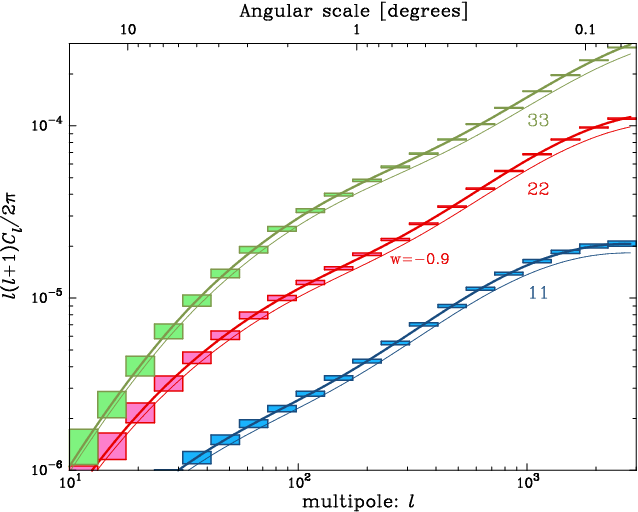 Angular scale [degrees]
10 1 0.1
10⁻⁴
33
22
w=−0.9
10⁻⁵
11
l(l+1)Cₗ/2π
10⁻⁶
10¹ 10² 10³
multipole: l